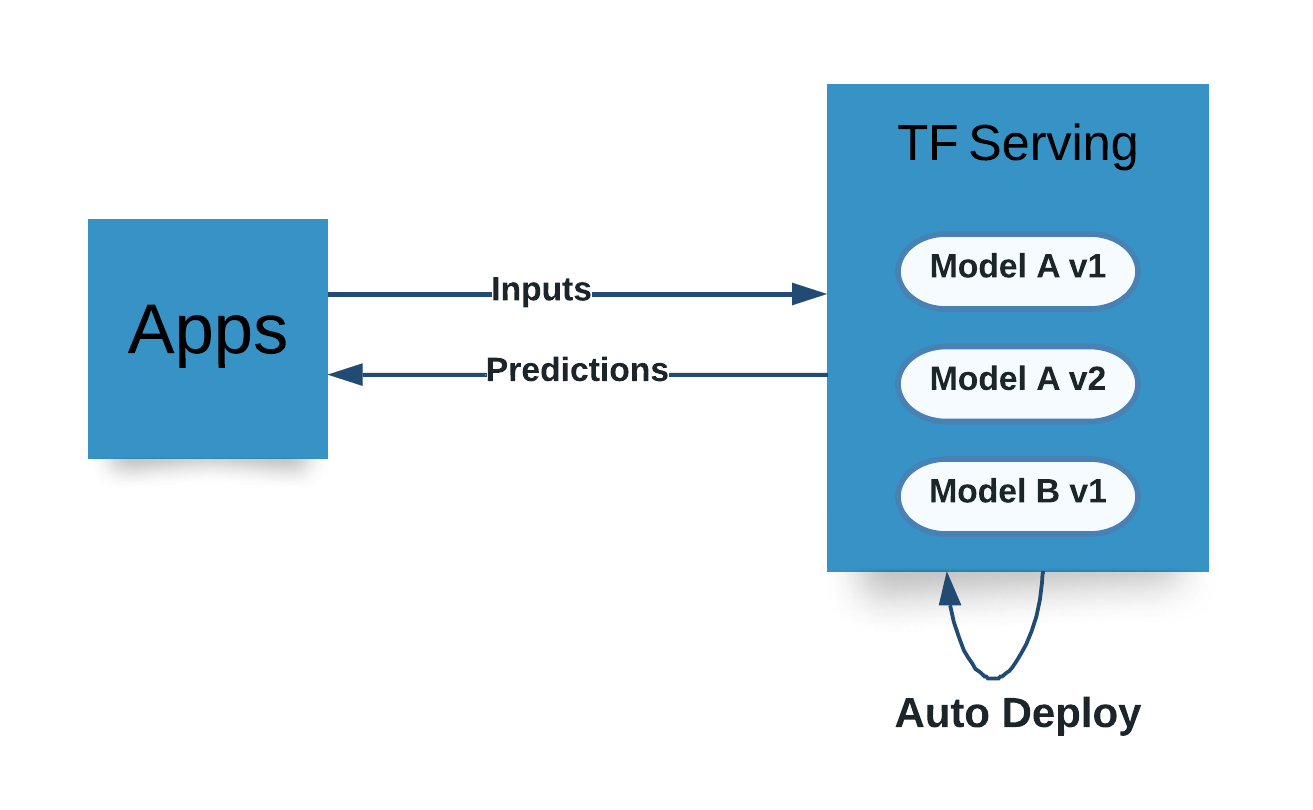 TF Serving
Apps
Inputs
Predictions
Model A v1
Model A v2
Model B v1
Auto Deploy